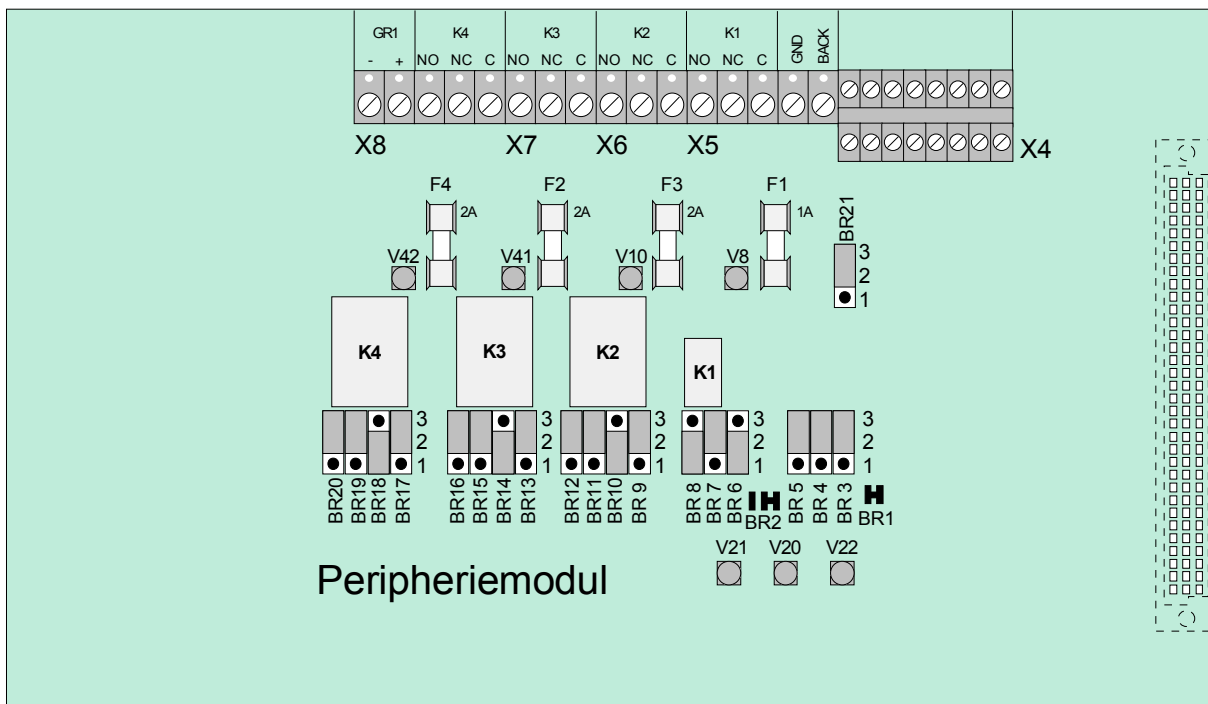 GR1 K4 K3 K2 K1 GND BACK
- + NO NC C NO NC C NO NC C NO NC C
X8 X7 X6 X5 X4
F4 F2 F3 F1
2A 2A 2A 1A
BR21
V42 V41 V10 V8
3
2
1
K4 K3 K2 K1
3 3 3 3 3
2 2 2 2 2
1 1 1 1 1
BR20 BR19 BR18 BR17 BR16 BR15 BR14 BR13 BR12 BR11 BR10 BR 9 BR 8 BR 7 BR 6 BR2 BR 5 BR 4 BR 3 BR1
V21 V20 V22
Peripheriemodul